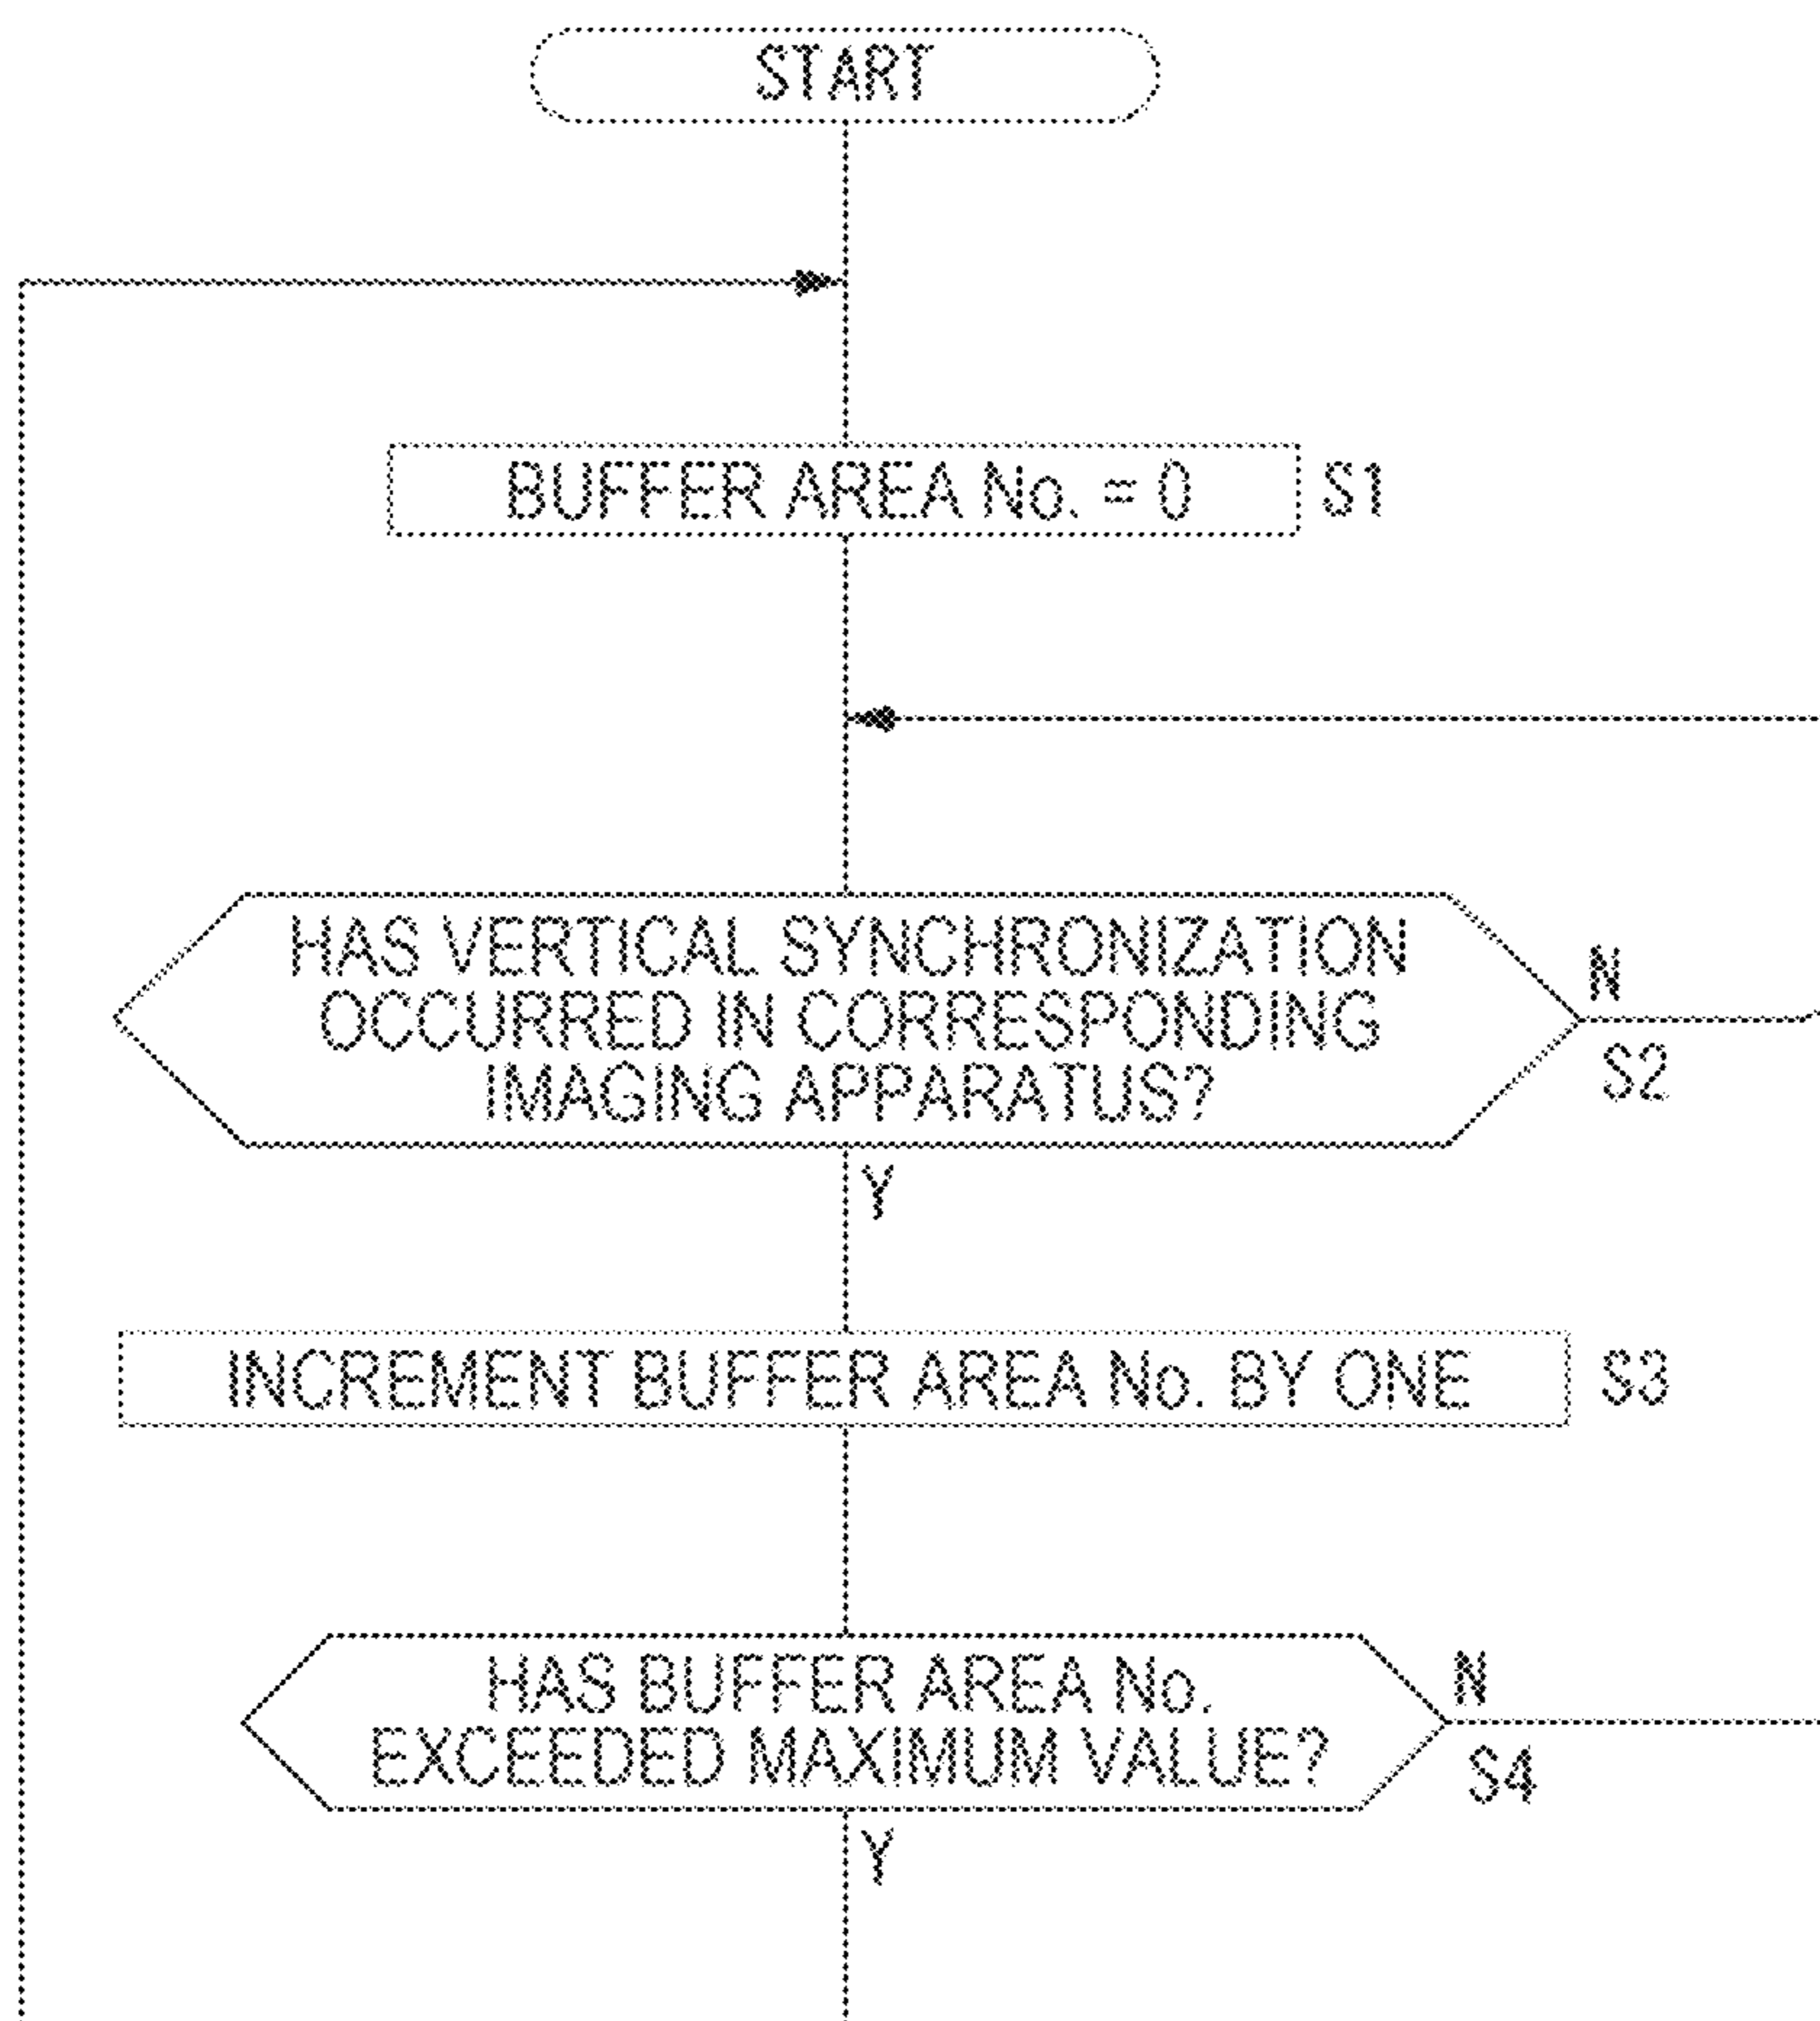 START
BUFFER AREA No. = 0 S1
HAS VERTICAL SYNCHRONIZATION
OCCURRED IN CORRESPONDING
IMAGING APPARATUS?
N
S2
Y
INCREMENT BUFFER AREA No. BY ONE S3
HAS BUFFER AREA No.
EXCEEDED MAXIMUM VALUE?
N
S4
Y